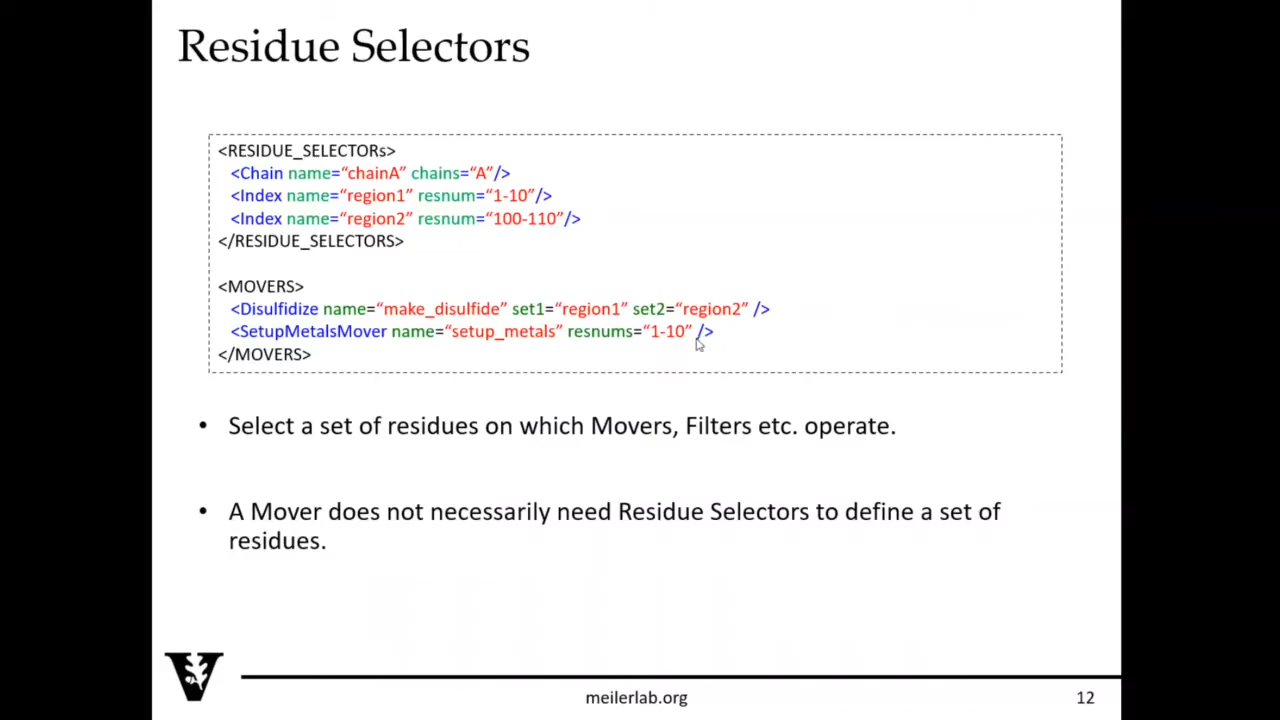 Residue Selectors
<RESIDUE_SELECTORs>
<Chain name=“chainA” chains=“A”/>
<Index name=“region1” resnum=“1-10”/>
<Index name=“region2” resnum=“100-110”/>
</RESIDUE_SELECTORS>
<MOVERS>
<Disulfidize name=“make_disulfide” set1=“region1” set2=“region2” />
<SetupMetalsMover name=“setup_metals” resnums=“1-10” />
</MOVERS>
• Select a set of residues on which Movers, Filters etc. operate.
• A Mover does not necessarily need Residue Selectors to define a set of
residues.
V
meilerlab.org
12